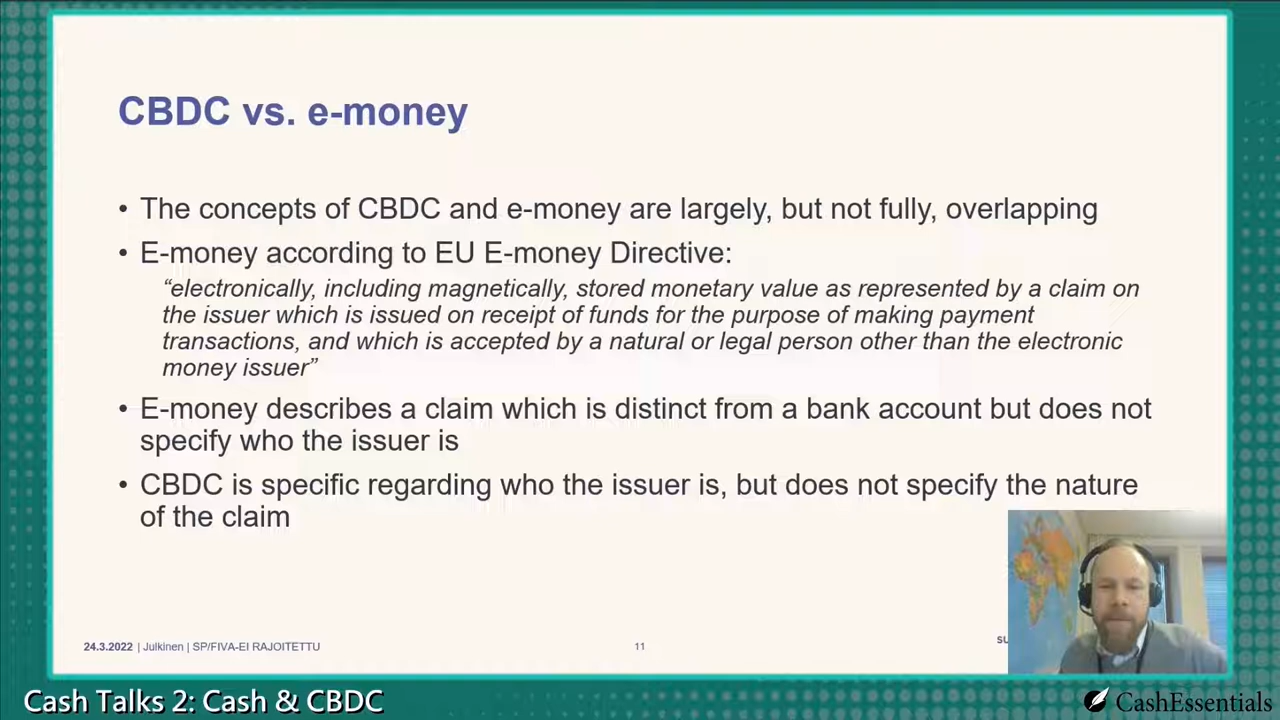 CBDC vs. e-money
• The concepts of CBDC and e-money are largely, but not fully, overlapping
• E-money according to EU E-money Directive:
“electronically, including magnetically, stored monetary value as represented by a claim on
the issuer which is issued on receipt of funds for the purpose of making payment
transactions, and which is accepted by a natural or legal person other than the electronic
money issuer”
• E-money describes a claim which is distinct from a bank account but does not
specify who the issuer is
• CBDC is specific regarding who the issuer is, but does not specify the nature
of the claim
24.3.2022 | Julkinen | SP/FIVA-EI RAJOITETTU
11
Cash Talks 2: Cash & CBDC
CashEssentials